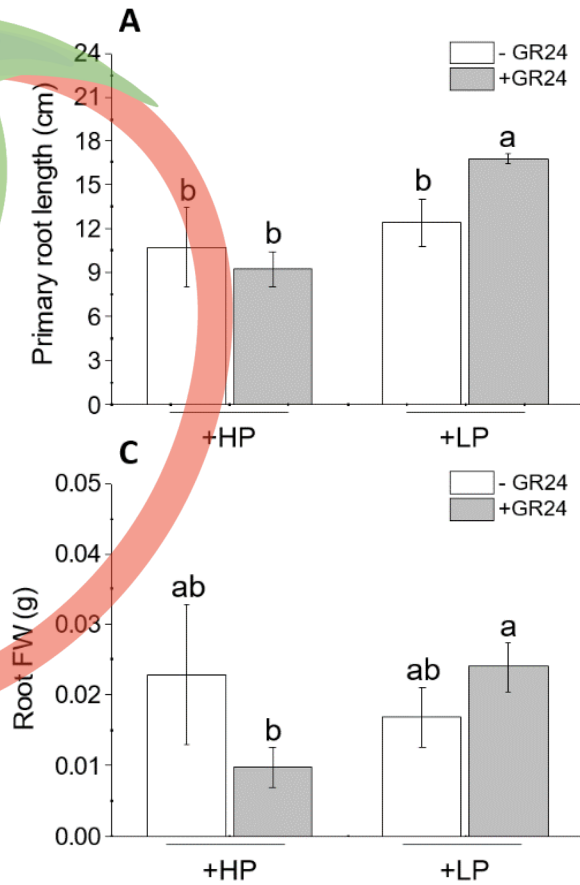 A
Primary root length (cm)
24
21
18
15
12
9
6
3
0
- GR24
+GR24
b
b
b
a
+HP
+LP
C
Root FW (g)
0.05
0.04
0.03
0.02
0.01
0.00
- GR24
+GR24
ab
b
ab
a
+HP
+LP